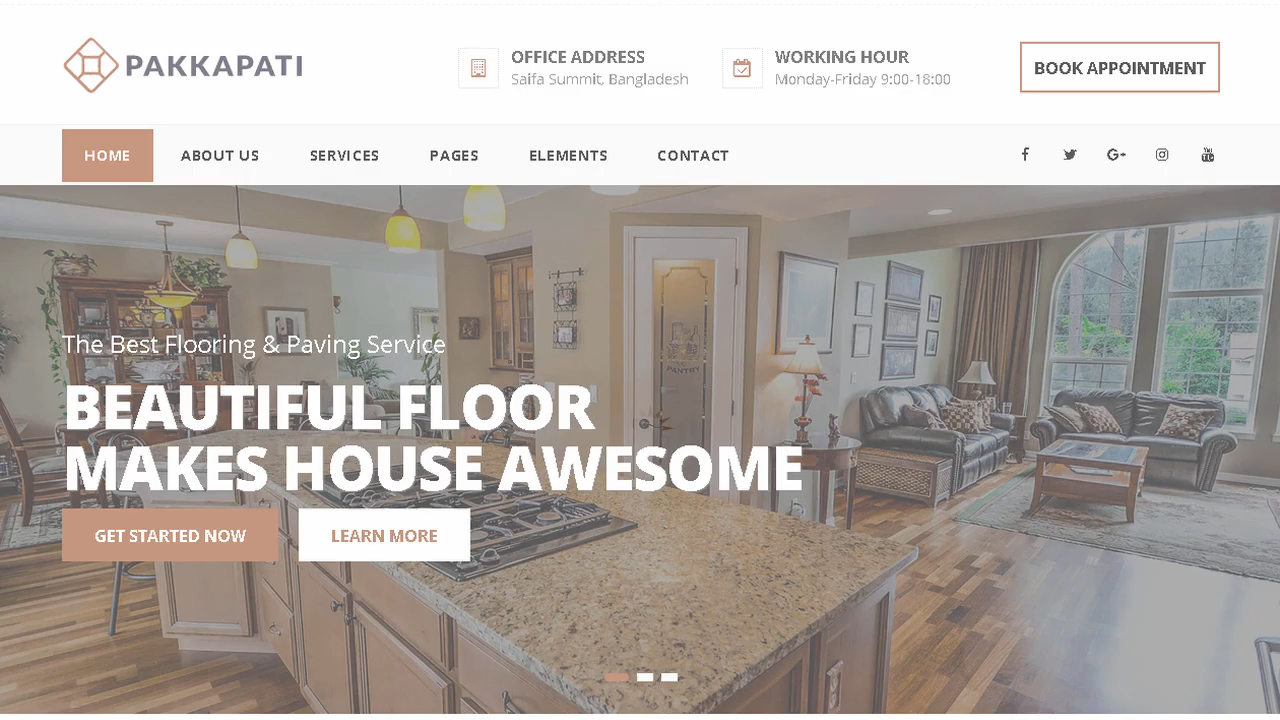 PAKKAPATI
OFFICE ADDRESS
Saifa Summit, Bangladesh
WORKING HOUR
Monday-Friday 9:00-18:00
BOOK APPOINTMENT
HOME
ABOUT US
SERVICES
PAGES
ELEMENTS
CONTACT
PANTRY
The Best Flooring & Paving Service
BEAUTIFUL FLOOR
MAKES HOUSE AWESOME
GET STARTED NOW
LEARN MORE